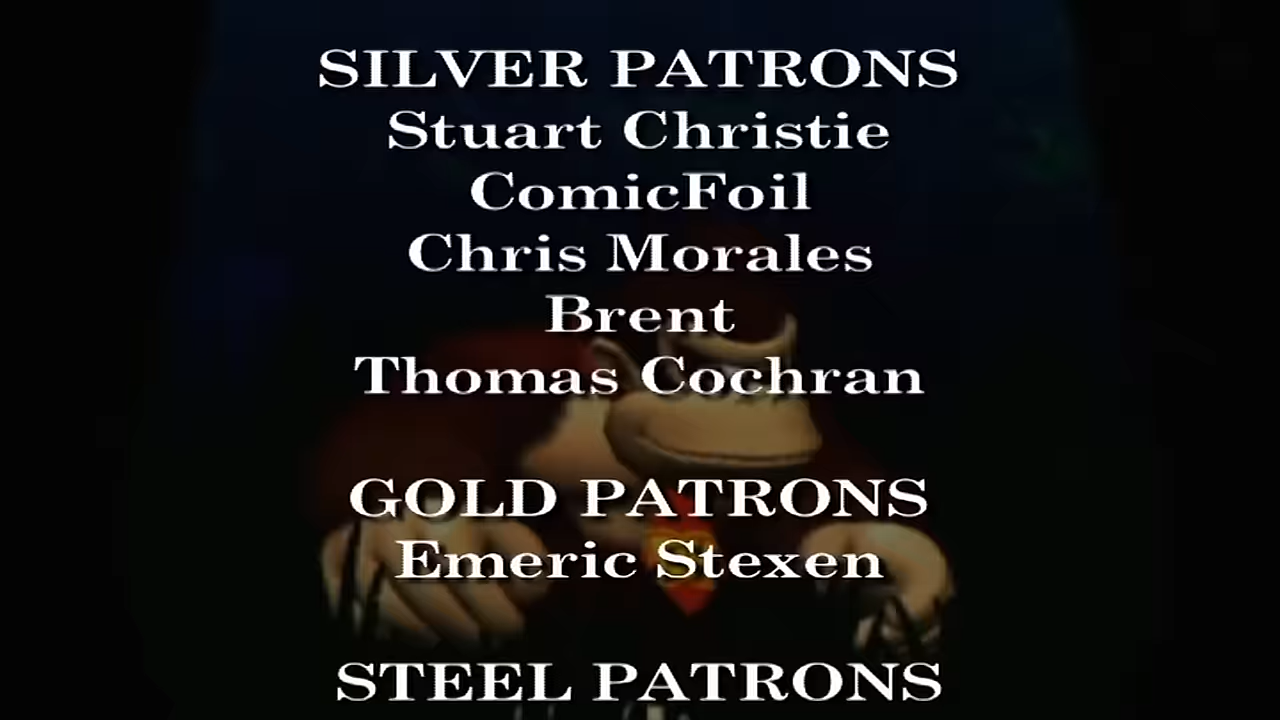 SILVER PATRONS
Stuart Christie
ComicFoil
Chris Morales
Brent
Thomas Cochran
GOLD PATRONS
Emeric Stexen
STEEL PATRONS